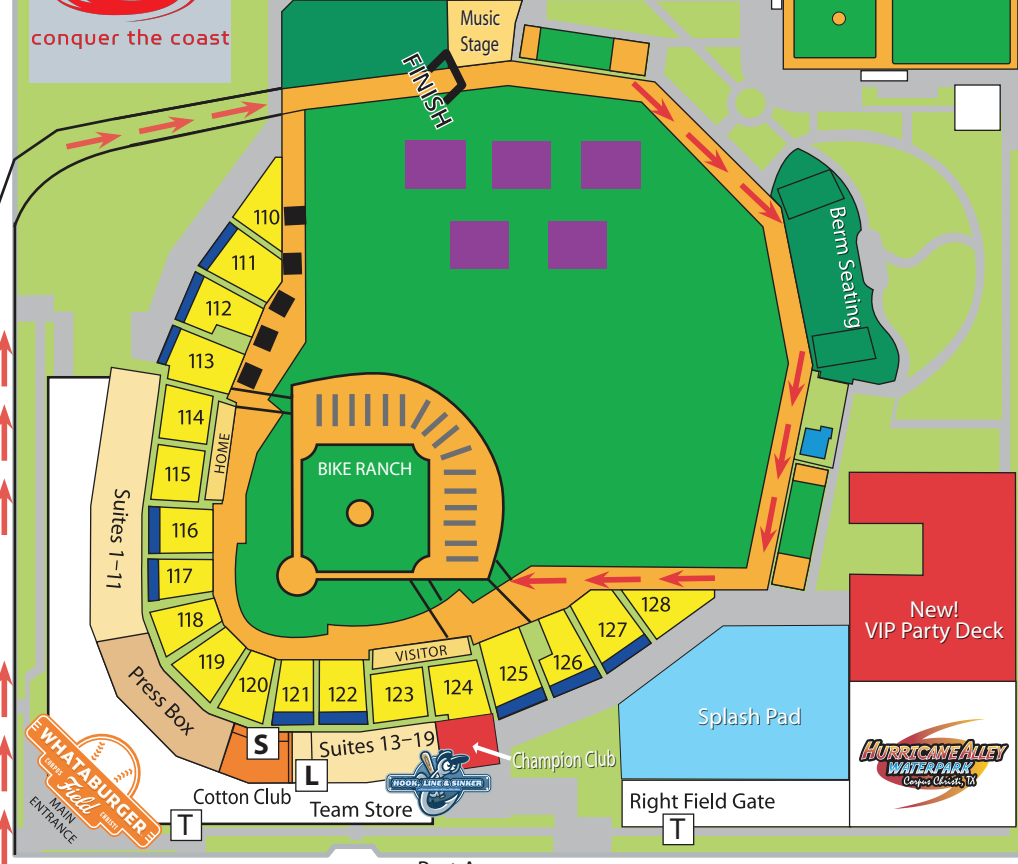 conquer the coast
Music
Stage
FINISH
110
111
112
113
114
115
116
117
118
119
120
121
122
123
124
125
126
127
128
HOME
VISITOR
BIKE RANCH
Berm Seating
Suites 1–11
Press Box
S
L
Suites 13–19
Champion Club
New!
VIP Party Deck
Splash Pad
HURRICANE ALLEY
WATERPARK
Corpus Christi, TX
WHATABURGER
CORPUS
Field
CHRISTI
MAIN
ENTRANCE
Cotton Club
Team Store
HOOK, LINE & SINKER
T
Right Field Gate
T